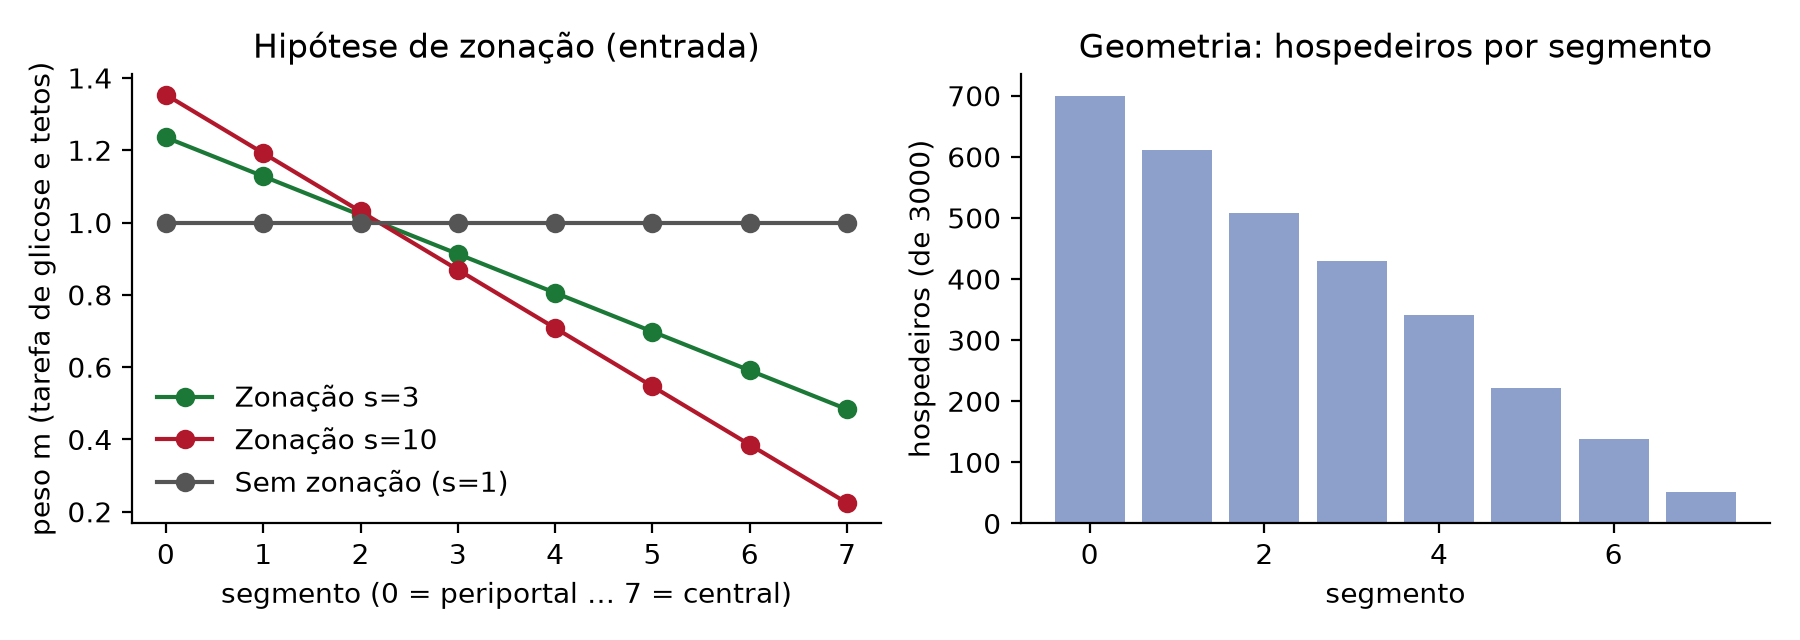 Hipótese de zonação (entrada)
peso m (tarefa de glicose e tetos)
1.4
1.2
1.0
0.8
0.6
0.4
0.2
Zonação s=3
Zonação s=10
Sem zonação (s=1)
0 1 2 3 4 5 6 7
segmento (0 = periportal ... 7 = central)
Geometria: hospedeiros por segmento
hospedeiros (de 3000)
700
600
500
400
300
200
100
0
0 2 4 6
segmento